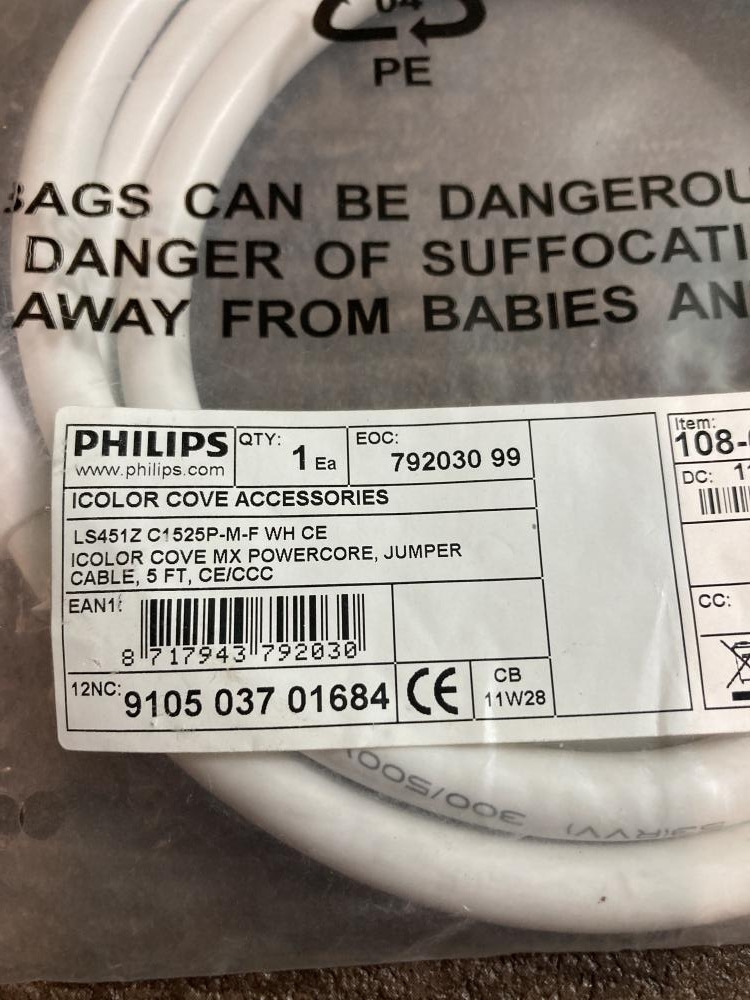 04
PE
BAGS CAN BE DANGEROU
DANGER OF SUFFOCATI
AWAY FROM BABIES AN
PHILIPS
www.philips.com
QTY:
1 Ea
EOC:
792030 99
ICOLOR COVE ACCESSORIES
LS451Z C1525P-M-F WH CE
ICOLOR COVE MX POWERCORE, JUMPER
CABLE, 5 FT, CE/CCC
EAN1:
8 717943 792030
12NC: 9105 037 01684
CE
CB
11W28
Item:
108-
DC: 1
CC:
300/500